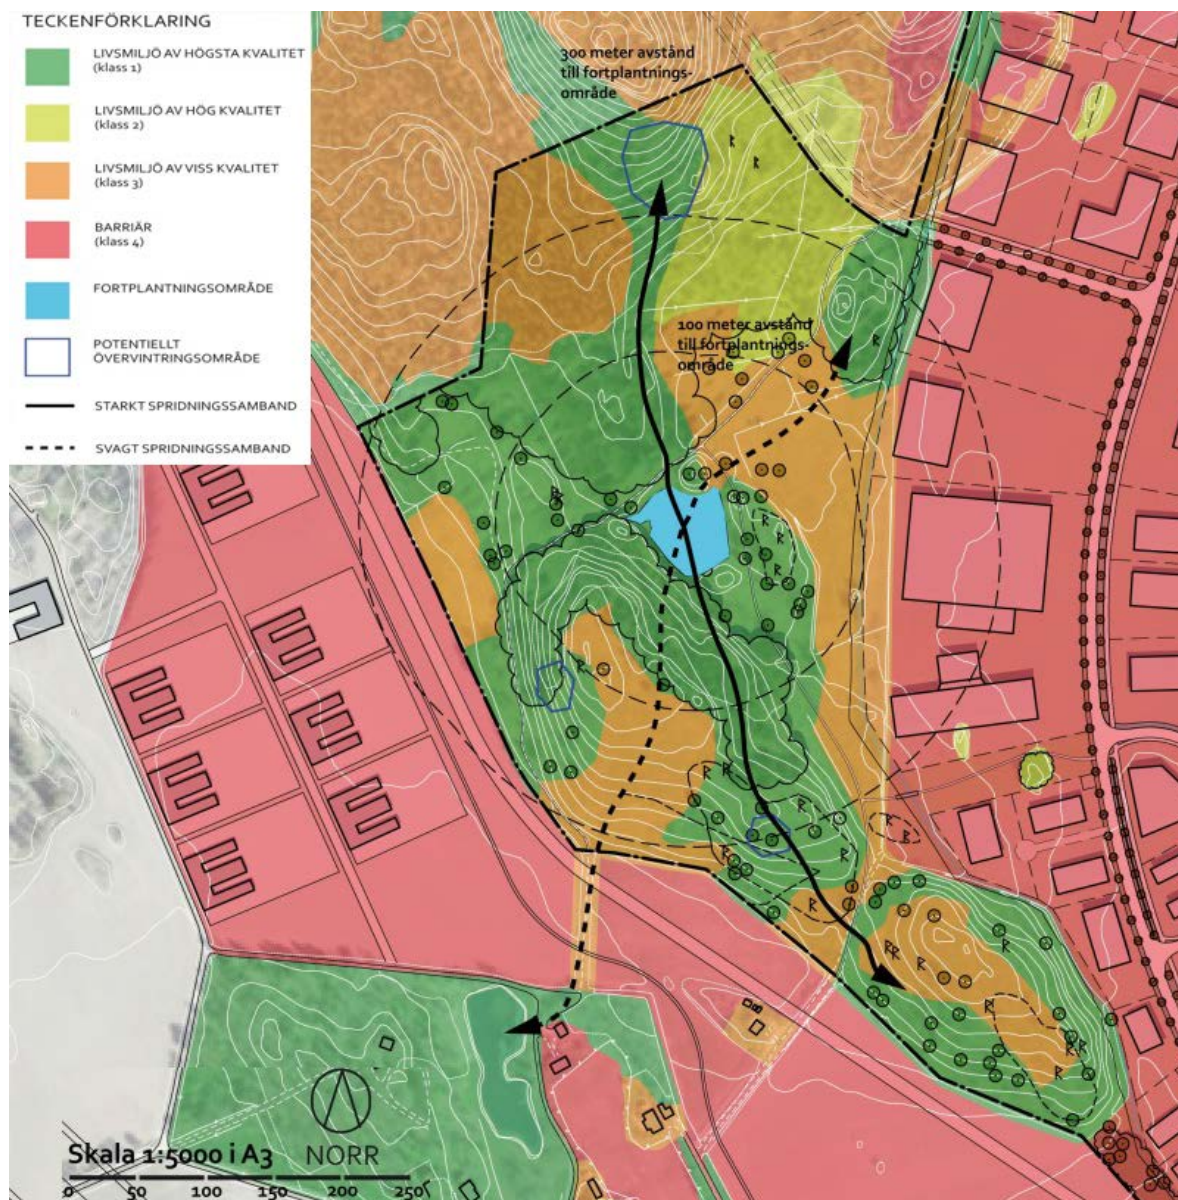 TECKENFÖRKLARING
LIVSMILJÖ AV HÖGSTA KVALITET
(klass 1)
LIVSMILJÖ AV HÖG KVALITET
(klass 2)
LIVSMILJÖ AV VISS KVALITET
(klass 3)
BARRIÄR
(klass 4)
FORTPLANTNINGSOMRÅDE
POTENTIELLT
ÖVERVINTRINGSOMRÅDE
STARKT SPRIDNINGSSAMBAND
SVAGT SPRIDNINGSSAMBAND
300 meter avstånd
till fortplantnings-
område
100 meter avstånd
till fortplantnings-
område
Skala 1:5000 i A3 NORR
0 50 100 150 200 250